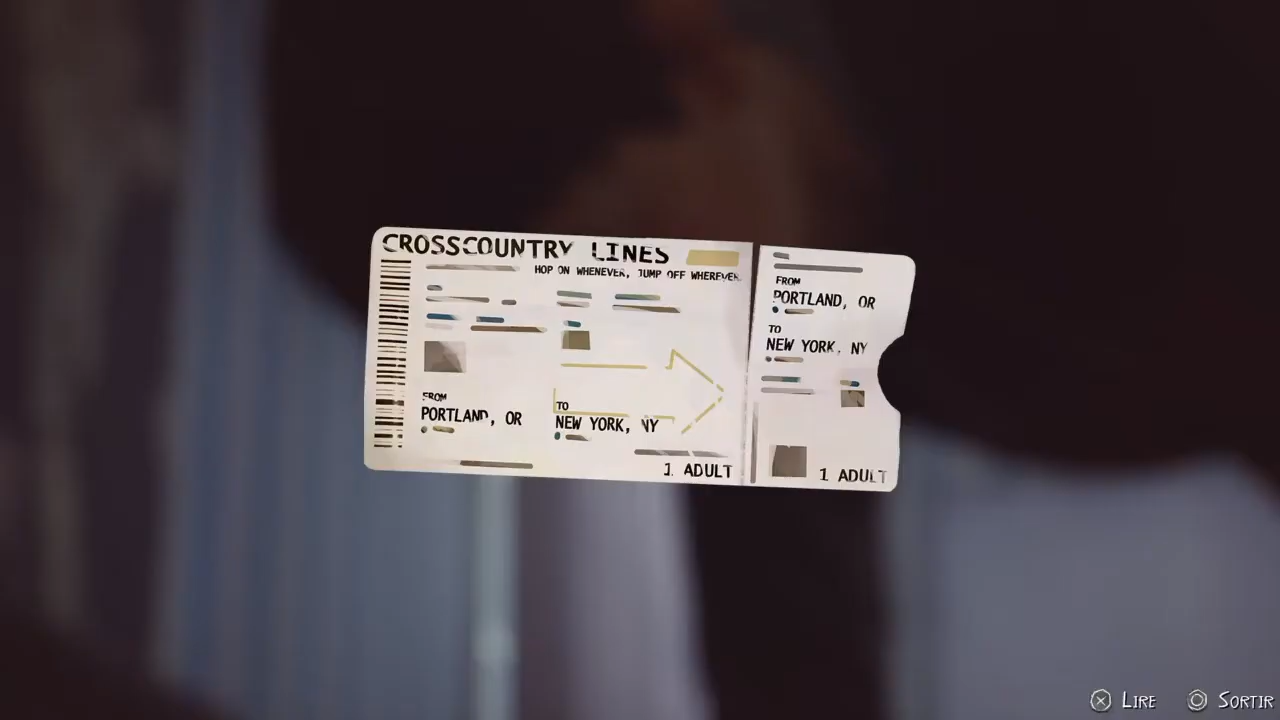 CROSSCOUNTRY LINES
HOP ON WHENEVER, JUMP OFF WHEREVER.
FROM
PORTLAND, OR
TO
NEW YORK, NY
1 ADULT
FROM
PORTLAND, OR
TO
NEW YORK, NY
1 ADULT
LIRE
SORTIR